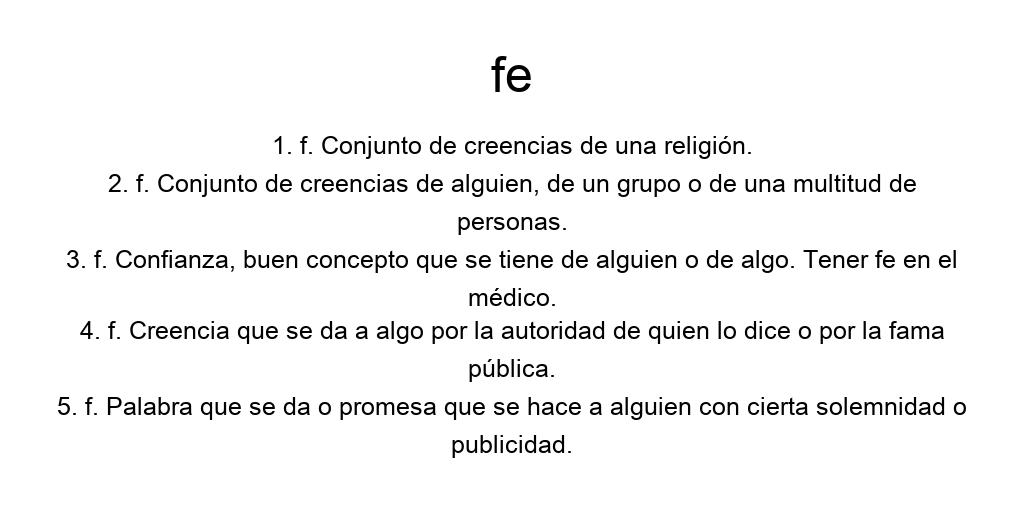 fe
1. f. Conjunto de creencias de una religión.
2. f. Conjunto de creencias de alguien, de un grupo o de una multitud de
personas.
3. f. Confianza, buen concepto que se tiene de alguien o de algo. Tener fe en el
médico.
4. f. Creencia que se da a algo por la autoridad de quien lo dice o por la fama
pública.
5. f. Palabra que se da o promesa que se hace a alguien con cierta solemnidad o
publicidad.